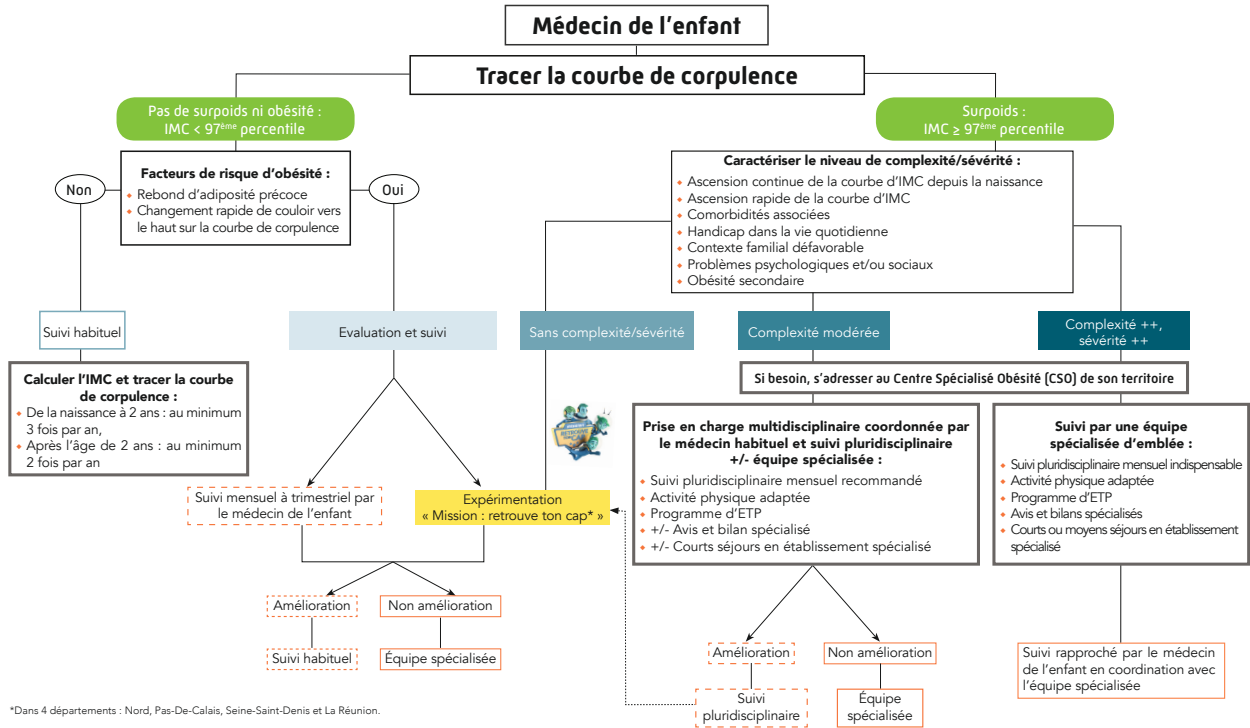 Médecin de l'enfant
Tracer la courbe de corpulence
Pas de surpoids ni obésité :
IMC < 97ème percentile
Surpoids :
IMC ≥ 97ème percentile
Non
Facteurs de risque d'obésité :
Rebond d'adiposité précoce
Changement rapide de couloir vers
le haut sur la courbe de corpulence
Oui
Caractériser le niveau de complexité/sévérité :
Ascension continue de la courbe d'IMC depuis la naissance
Ascension rapide de la courbe d'IMC
Comorbidités associées
Handicap dans la vie quotidienne
Contexte familial défavorable
Problèmes psychologiques et/ou sociaux
Obésité secondaire
Suivi habituel
Evaluation et suivi
Sans complexité/sévérité
Complexité modérée
Complexité ++,
sévérité ++
Calculer l'IMC et tracer la courbe
de corpulence :
De la naissance à 2 ans : au minimum
3 fois par an,
Après l'âge de 2 ans : au minimum
2 fois par an
Si besoin, s'adresser au Centre Spécialisé Obésité (CSO) de son territoire
RETROUVE
TON CAP
Prise en charge multidisciplinaire coordonnée par
le médecin habituel et suivi pluridisciplinaire
+/- équipe spécialisée :
Suivi pluridisciplinaire mensuel recommandé
Activité physique adaptée
Programme d'ETP
+/- Avis et bilan spécialisé
+/- Courts séjours en établissement spécialisé
Suivi par une équipe
spécialisée d'emblée :
Suivi pluridisciplinaire mensuel indispensable
Activité physique adaptée
Programme d'ETP
Avis et bilans spécialisés
Courts ou moyens séjours en établissement
spécialisé
Suivi mensuel à trimestriel par
le médecin de l'enfant
Expérimentation
« Mission : retrouve ton cap* »
Amélioration
Non amélioration
Suivi habituel
Équipe spécialisée
Amélioration
Non amélioration
Suivi
pluridisciplinaire
Équipe
spécialisée
Suivi rapproché par le médecin
de l'enfant en coordination avec
l'équipe spécialisée
*Dans 4 départements : Nord, Pas-De-Calais, Seine-Saint-Denis et La Réunion.